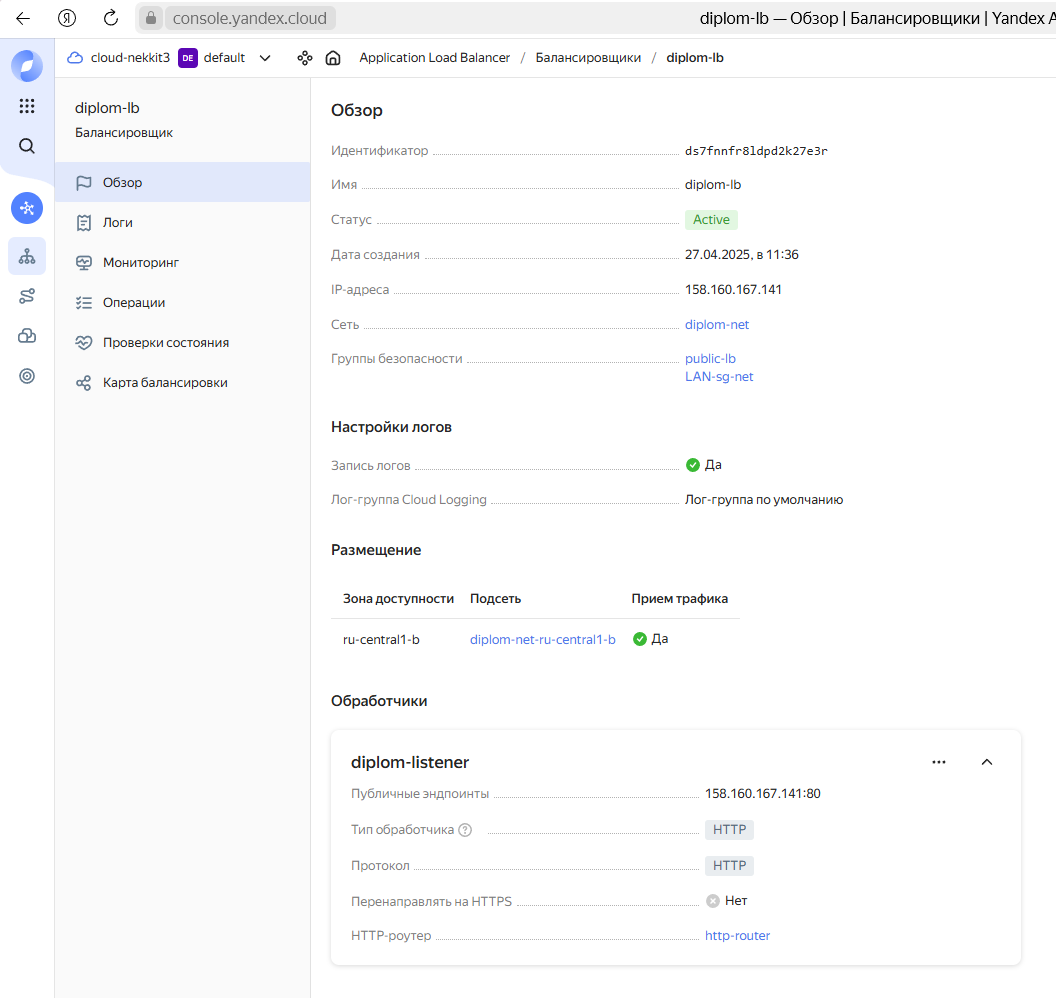 console.yandex.cloud
diplom-lb — Обзор | Балансировщики | Yandex A
cloud-nekkit3 DE default Application Load Balancer / Балансировщики / diplom-lb
diplom-lb
Балансировщик
Обзор
Логи
Мониторинг
Операции
Проверки состояния
Карта балансировки
Обзор
Идентификатор ds7fnnfr8ldpd2k27e3r
Имя diplom-lb
Статус Active
Дата создания 27.04.2025, в 11:36
IP-адреса 158.160.167.141
Сеть diplom-net
Группы безопасности public-lb
LAN-sg-net
Настройки логов
Запись логов Да
Лог-группа Cloud Logging Лог-группа по умолчанию
Размещение
Зона доступности Подсеть Прием трафика
ru-central1-b diplom-net-ru-central1-b Да
Обработчики
diplom-listener
Публичные эндпоинты 158.160.167.141:80
Тип обработчика ? HTTP
Протокол HTTP
Перенаправлять на HTTPS Нет
HTTP-роутер http-router